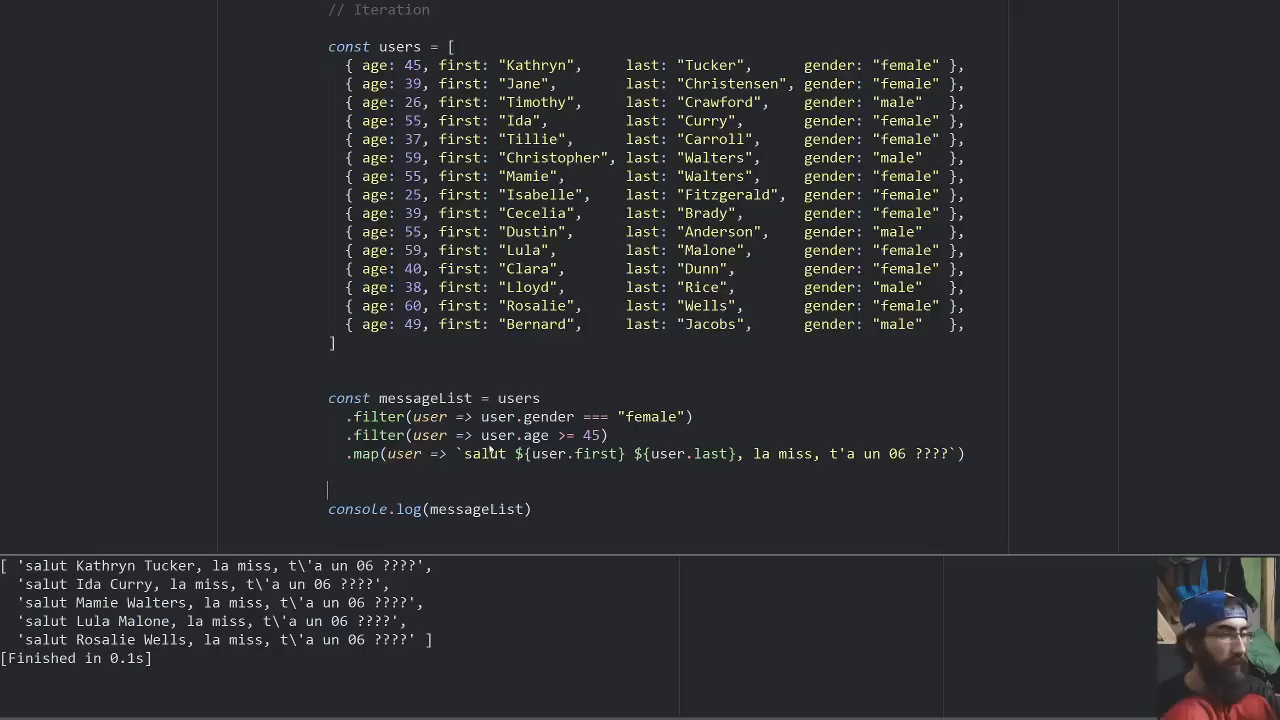 // Iteration
const users = [
{ age: 45, first: "Kathryn", last: "Tucker", gender: "female" },
{ age: 39, first: "Jane", last: "Christensen", gender: "female" },
{ age: 26, first: "Timothy", last: "Crawford", gender: "male" },
{ age: 55, first: "Ida", last: "Curry", gender: "female" },
{ age: 37, first: "Tillie", last: "Carroll", gender: "female" },
{ age: 59, first: "Christopher", last: "Walters", gender: "male" },
{ age: 55, first: "Mamie", last: "Walters", gender: "female" },
{ age: 25, first: "Isabelle", last: "Fitzgerald", gender: "female" },
{ age: 39, first: "Cecelia", last: "Brady", gender: "female" },
{ age: 55, first: "Dustin", last: "Anderson", gender: "male" },
{ age: 59, first: "Lula", last: "Malone", gender: "female" },
{ age: 40, first: "Clara", last: "Dunn", gender: "female" },
{ age: 38, first: "Lloyd", last: "Rice", gender: "male" },
{ age: 60, first: "Rosalie", last: "Wells", gender: "female" },
{ age: 49, first: "Bernard", last: "Jacobs", gender: "male" },
]
const messageList = users
.filter(user => user.gender === "female")
.filter(user => user.age >= 45)
.map(user => `salut ${user.first} ${user.last}, la miss, t'a un 06 ????`)
console.log(messageList)
[ 'salut Kathryn Tucker, la miss, t\'a un 06 ????',
'salut Ida Curry, la miss, t\'a un 06 ????',
'salut Mamie Walters, la miss, t\'a un 06 ????',
'salut Lula Malone, la miss, t\'a un 06 ????',
'salut Rosalie Wells, la miss, t\'a un 06 ????' ]
[Finished in 0.1s]